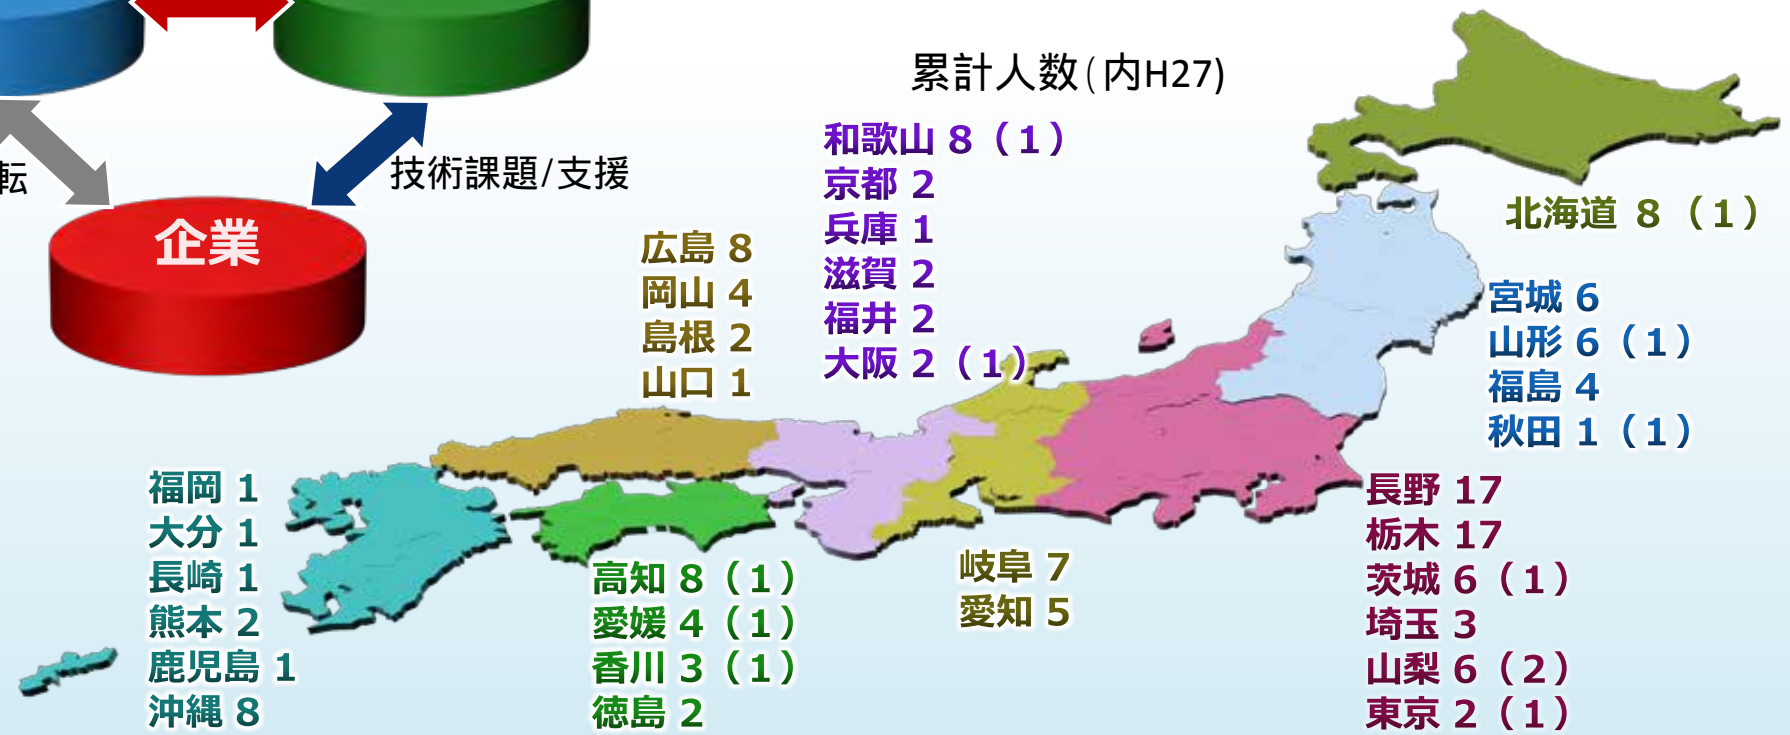 転
技術課題/支援
企業
累計人数(内H27)
和歌山 8（1）
京都 2
兵庫 1
滋賀 2
福井 2
大阪 2（1）
広島 8
岡山 4
島根 2
山口 1
北海道 8（1）
宮城 6
山形 6（1）
福島 4
秋田 1（1）
福岡 1
大分 1
長崎 1
熊本 2
鹿児島 1
沖縄 8
高知 8（1）
愛媛 4（1）
香川 3（1）
徳島 2
岐阜 7
愛知 5
長野 17
栃木 17
茨城 6（1）
埼玉 3
山梨 6（2）
東京 2（1）